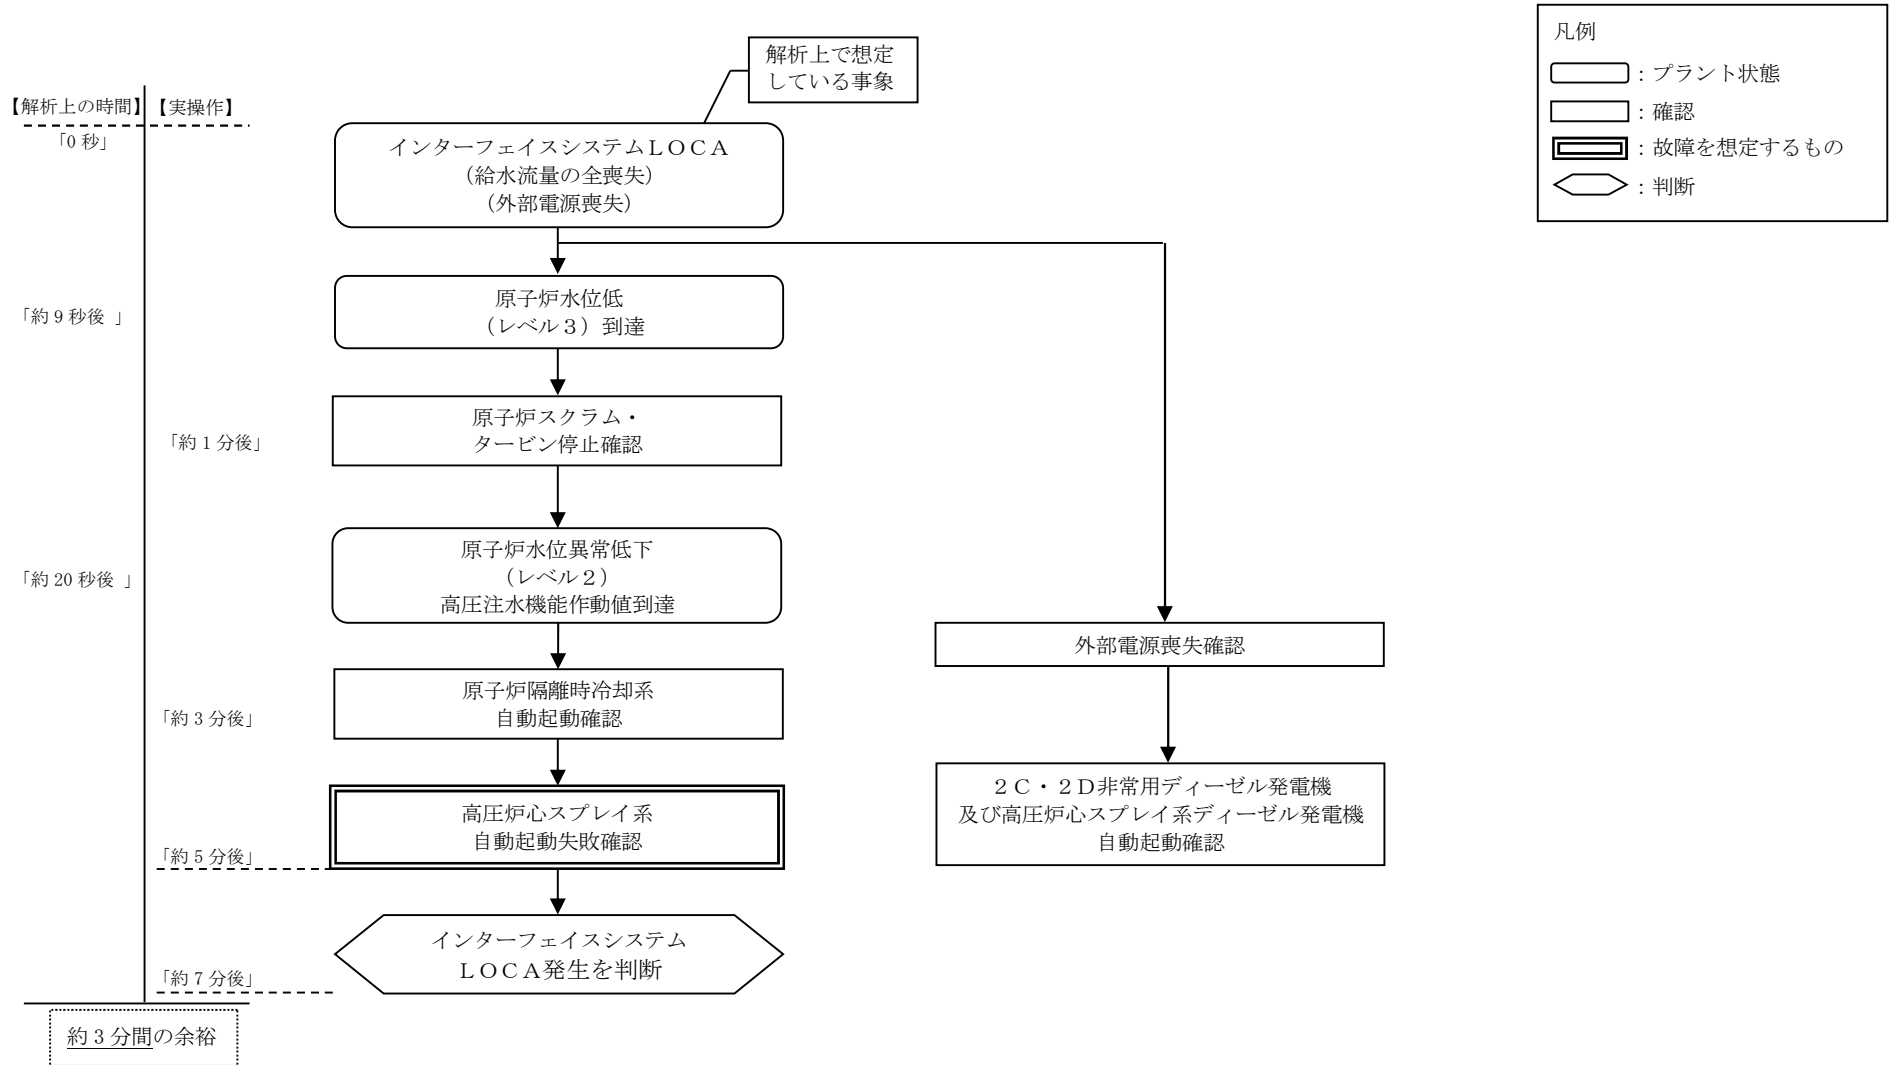 凡例
：プラント状態
：確認
：故障を想定するもの
：判断
解析上で想定
している事象
【解析上の時間】
【実操作】
「0 秒」
インターフェイスシステムＬＯＣＡ
（給水流量の全喪失）
（外部電源喪失）
「約 9 秒後 」
原子炉水位低
（レベル３）到達
「約 1 分後」
原子炉スクラム・
タービン停止確認
「約 20 秒後 」
原子炉水位異常低下
（レベル２）
高圧注水機能作動値到達
外部電源喪失確認
「約 3 分後」
原子炉隔離時冷却系
自動起動確認
２Ｃ・２Ｄ非常用ディーゼル発電機
及び高圧炉心スプレイ系ディーゼル発電機
自動起動確認
「約 5 分後」
高圧炉心スプレイ系
自動起動失敗確認
「約 7 分後」
インターフェイスシステム
ＬＯＣＡ発生を判断
約 3 分間の余裕